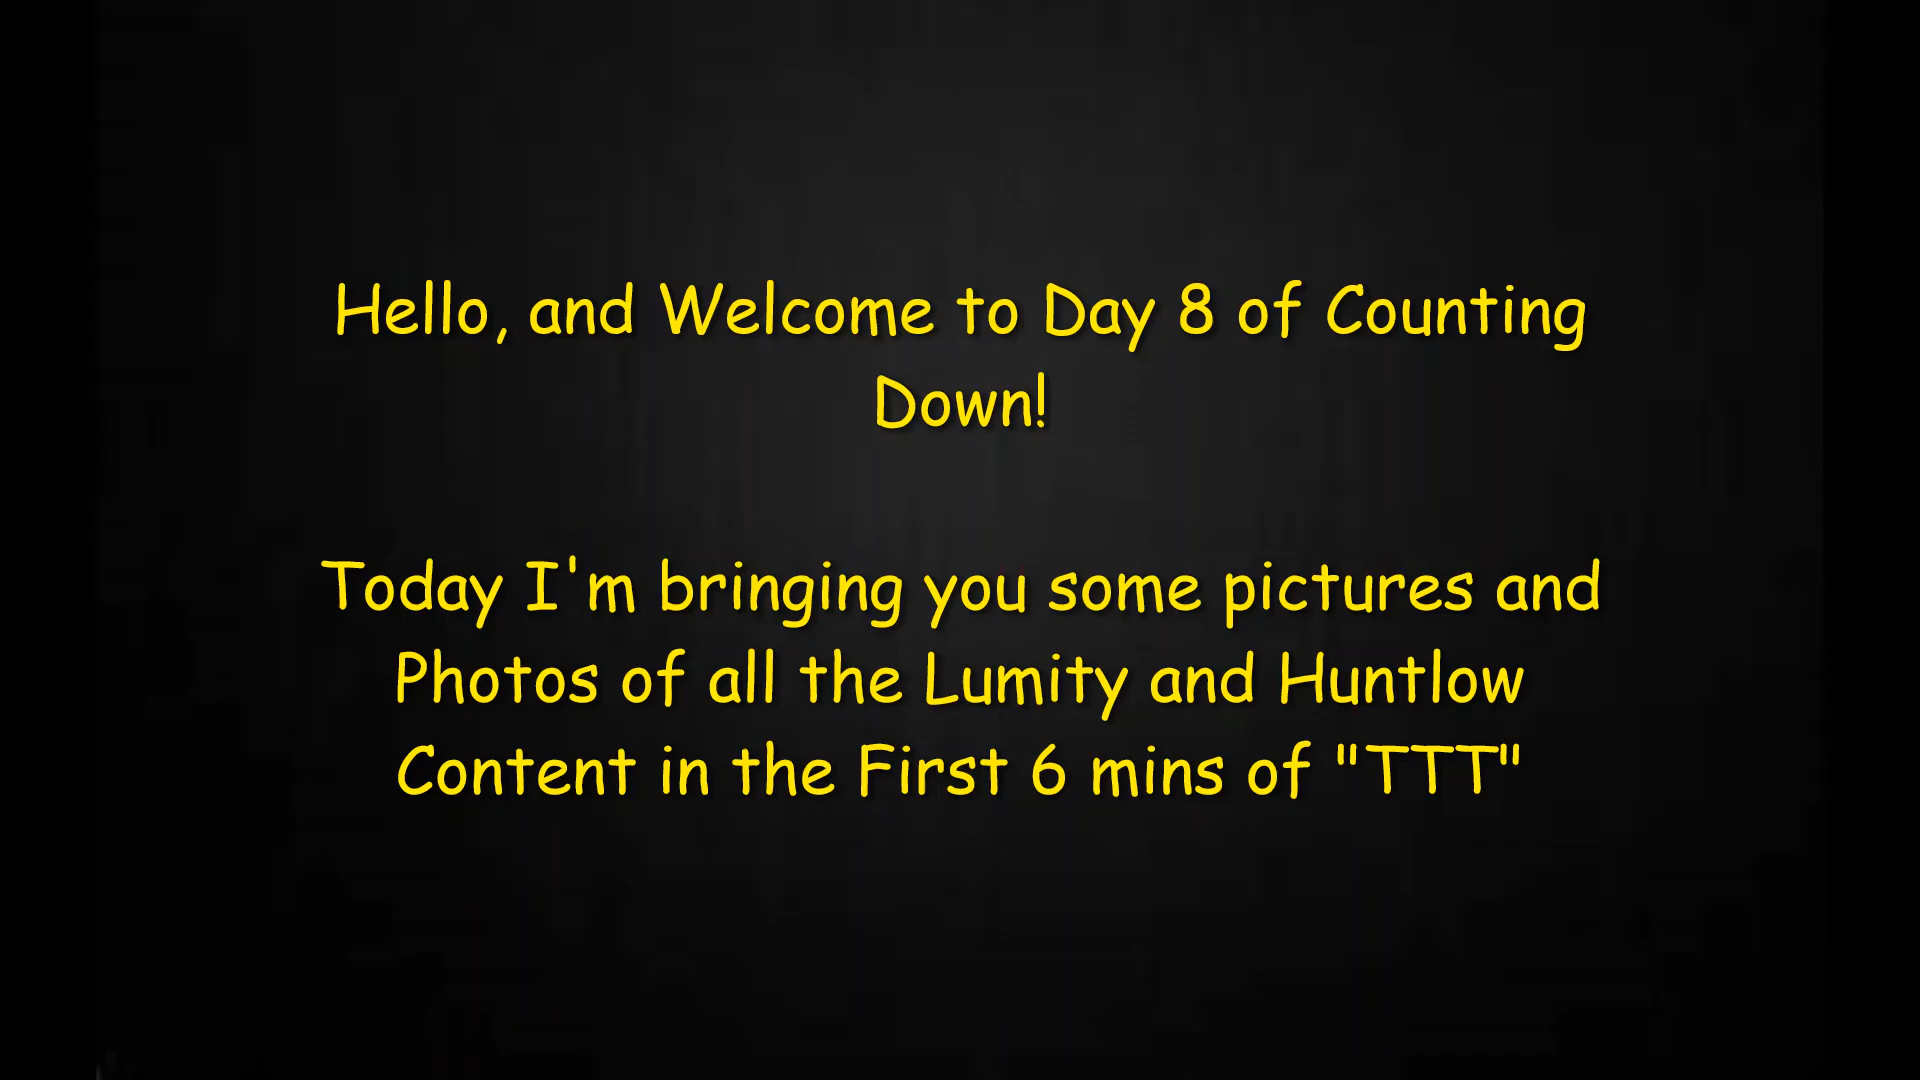 Hello, and Welcome to Day 8 of Counting
Down!
Today I'm bringing you some pictures and
Photos of all the Lumity and Huntlow
Content in the First 6 mins of "TTT"